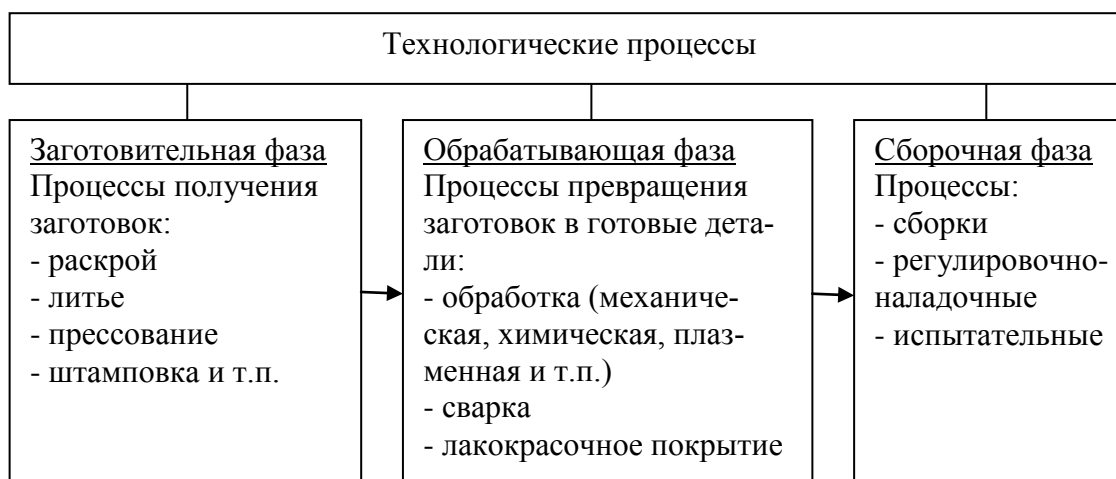 Технологические процессы
Заготовительная фаза
Процессы получения
заготовок:
- раскрой
- литье
- прессование
- штамповка и т.п.
Обрабатывающая фаза
Процессы превращения
заготовок в готовые дета-
ли:
- обработка (механиче-
ская, химическая, плаз-
менная и т.п.)
- сварка
- лакокрасочное покрытие
Сборочная фаза
Процессы:
- сборки
- регулировочно-
наладочные
- испытательные